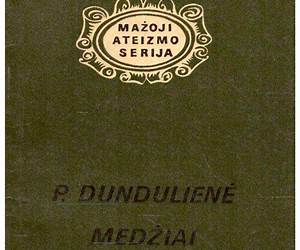 MAŽOJI
ATEIZMO
SERIJA
P. DUNDULIENĖ
MEDŽIAI